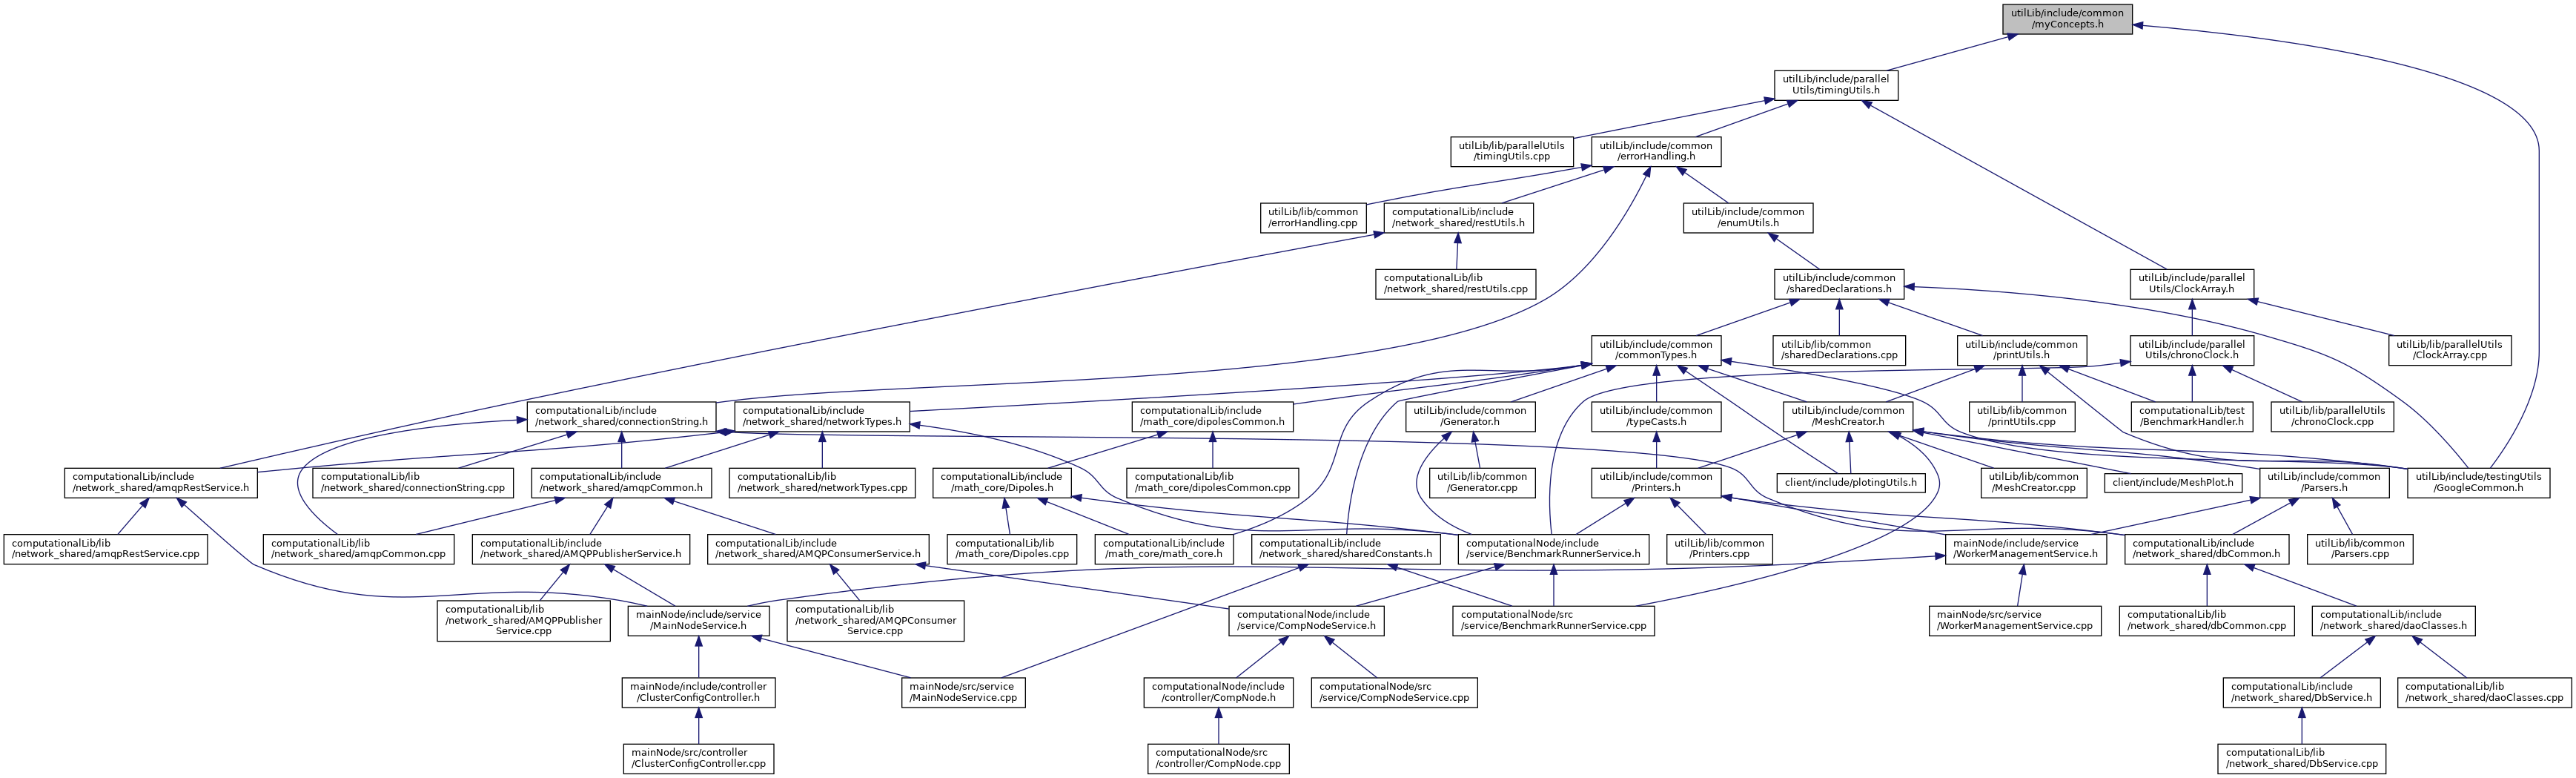 utilLib/include/common
/myConcepts.h
utilLib/include/parallel
Utils/timingUtils.h
utilLib/lib/parallelUtils
/timingUtils.cpp
utilLib/include/common
/errorHandling.h
utilLib/lib/common
/errorHandling.cpp
computationalLib/include
/network_shared/restUtils.h
utilLib/include/common
/enumUtils.h
computationalLib/lib
/network_shared/restUtils.cpp
utilLib/include/common
/sharedDeclarations.h
utilLib/include/parallel
Utils/ClockArray.h
utilLib/include/common
/commonTypes.h
utilLib/lib/common
/sharedDeclarations.cpp
utilLib/include/common
/printUtils.h
utilLib/include/parallel
Utils/chronoClock.h
utilLib/lib/parallelUtils
/ClockArray.cpp
computationalLib/include
/network_shared/connectionString.h
computationalLib/include
/network_shared/networkTypes.h
computationalLib/include
/math_core/dipolesCommon.h
utilLib/include/common
/Generator.h
utilLib/include/common
/typeCasts.h
utilLib/include/common
/MeshCreator.h
utilLib/lib/common
/printUtils.cpp
computationalLib/test
/BenchmarkHandler.h
utilLib/lib/parallelUtils
/chronoClock.cpp
computationalLib/include
/network_shared/amqpRestService.h
computationalLib/lib
/network_shared/connectionString.cpp
computationalLib/include
/network_shared/amqpCommon.h
computationalLib/lib
/network_shared/networkTypes.cpp
computationalLib/include
/math_core/Dipoles.h
computationalLib/lib
/math_core/dipolesCommon.cpp
utilLib/lib/common
/Generator.cpp
utilLib/include/common
/Printers.h
client/include/plotingUtils.h
utilLib/lib/common
/MeshCreator.cpp
client/include/MeshPlot.h
utilLib/include/common
/Parsers.h
utilLib/include/testingUtils
/GoogleCommon.h
computationalLib/lib
/network_shared/amqpRestService.cpp
computationalLib/lib
/network_shared/amqpCommon.cpp
computationalLib/include
/network_shared/AMQPPublisherService.h
computationalLib/include
/network_shared/AMQPConsumerService.h
computationalLib/lib
/math_core/Dipoles.cpp
computationalLib/include
/math_core/math_core.h
computationalLib/include
/network_shared/sharedConstants.h
computationalNode/include
/service/BenchmarkRunnerService.h
utilLib/lib/common
/Printers.cpp
mainNode/include/service
/WorkerManagementService.h
computationalLib/include
/network_shared/dbCommon.h
utilLib/lib/common
/Parsers.cpp
computationalLib/lib
/network_shared/AMQPPublisher
Service.cpp
mainNode/include/service
/MainNodeService.h
computationalLib/lib
/network_shared/AMQPConsumer
Service.cpp
computationalNode/include
/service/CompNodeService.h
computationalNode/src
/service/BenchmarkRunnerService.cpp
mainNode/src/service
/WorkerManagementService.cpp
computationalLib/lib
/network_shared/dbCommon.cpp
computationalLib/include
/network_shared/daoClasses.h
mainNode/include/controller
/ClusterConfigController.h
mainNode/src/service
/MainNodeService.cpp
computationalNode/include
/controller/CompNode.h
computationalNode/src
/service/CompNodeService.cpp
computationalLib/include
/network_shared/DbService.h
computationalLib/lib
/network_shared/daoClasses.cpp
mainNode/src/controller
/ClusterConfigController.cpp
computationalNode/src
/controller/CompNode.cpp
computationalLib/lib
/network_shared/DbService.cpp